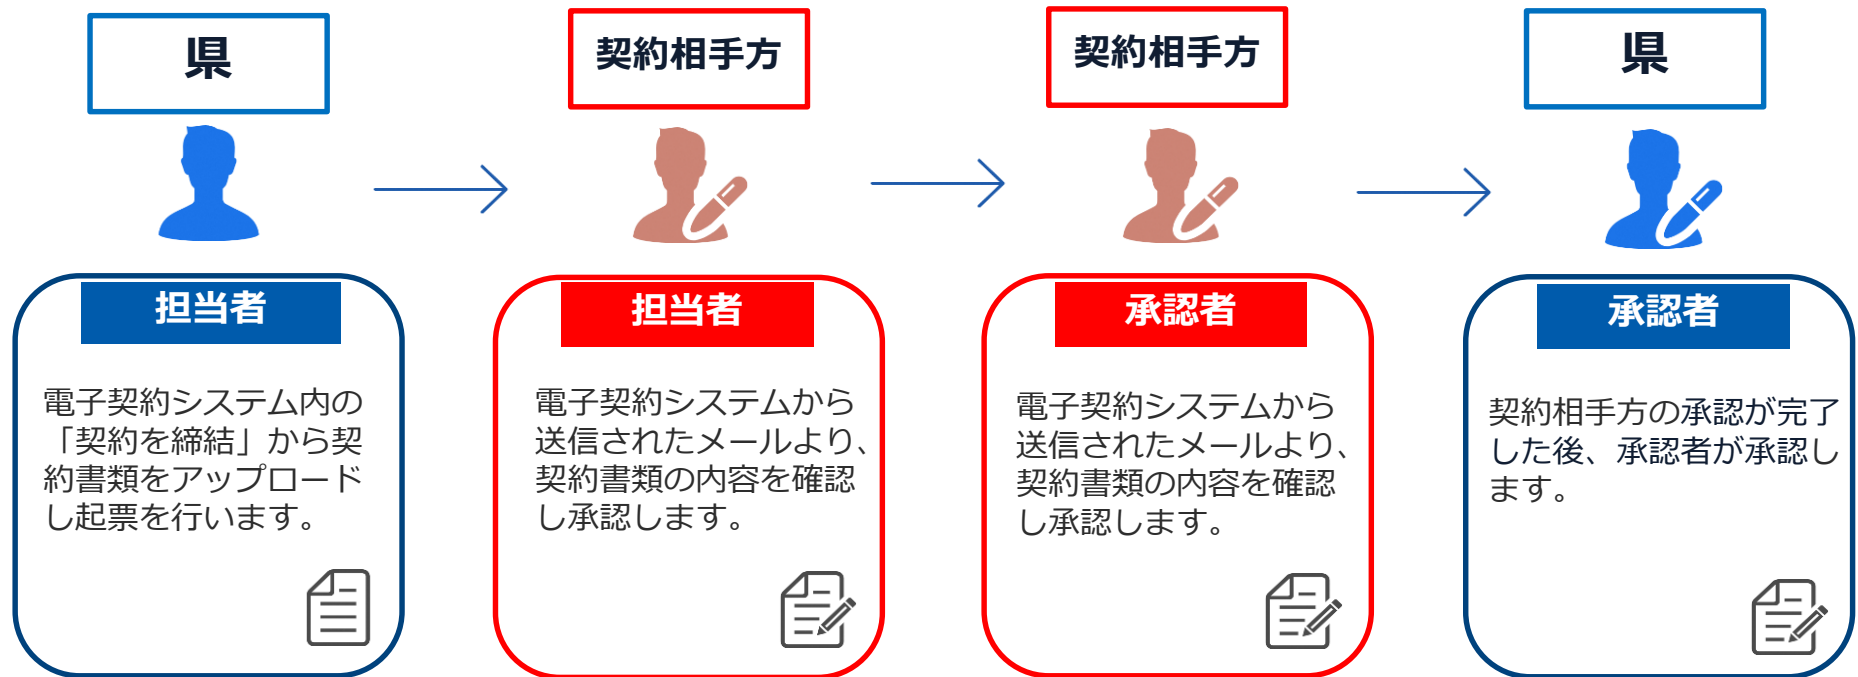 県
契約相手方
契約相手方
県
担当者
電子契約システム内の
「契約を締結」から契
約書類をアップロード
し起票を行います。
担当者
電子契約システムから
送信されたメールより、
契約書類の内容を確認
し承認します。
承認者
電子契約システムから
送信されたメールより、
契約書類の内容を確認
し承認します。
承認者
契約相手方の承認が完了
した後、承認者が承認し
ます。